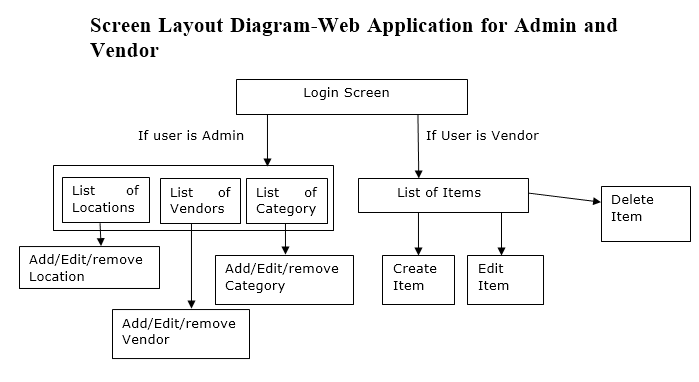 Screen Layout Diagram-Web Application for Admin and
Vendor
Login Screen
If user is Admin
If User is Vendor
List of
Locations
List of
Vendors
List of
Category
List of Items
Delete
Item
Add/Edit/remove
Location
Add/Edit/remove
Category
Create
Item
Edit
Item
Add/Edit/remove
Vendor